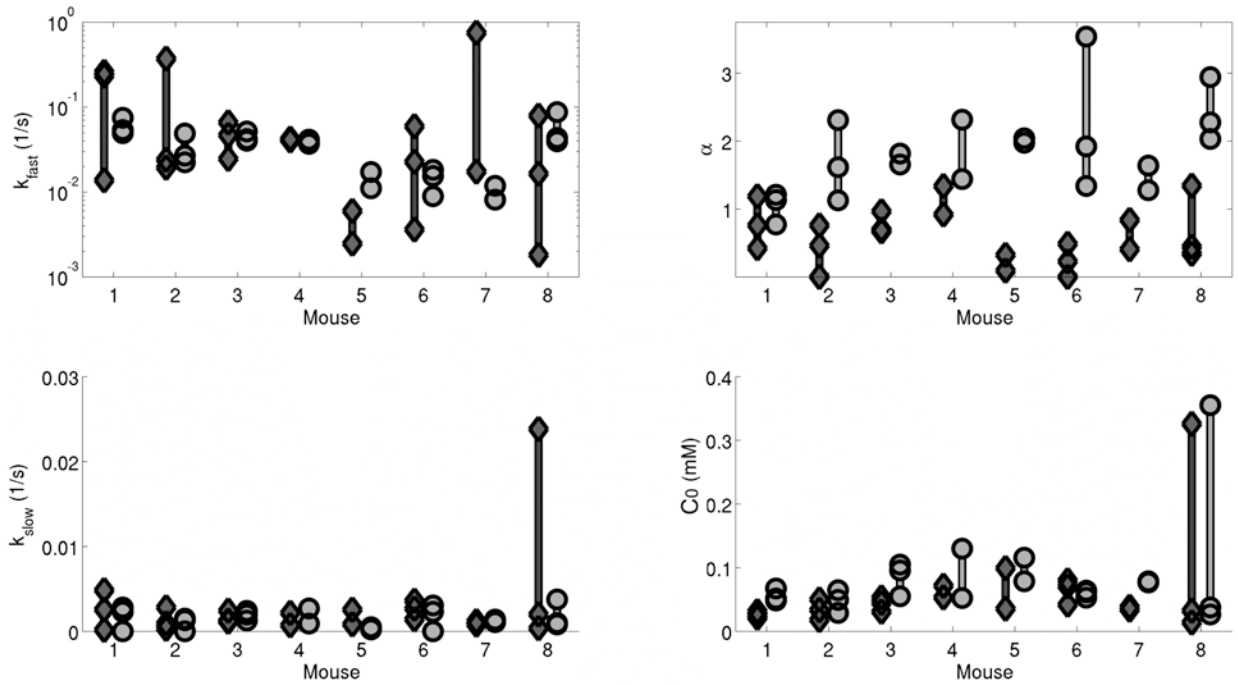 10^0
10^-1
10^-2
10^-3
k_fast (1/s)
1 2 3 4 5 6 7 8
Mouse
3
2
1
α
1 2 3 4 5 6 7 8
Mouse
0.03
0.02
0.01
0
k_slow (1/s)
1 2 3 4 5 6 7 8
Mouse
0.4
0.3
0.2
0.1
0
C0 (mM)
1 2 3 4 5 6 7 8
Mouse